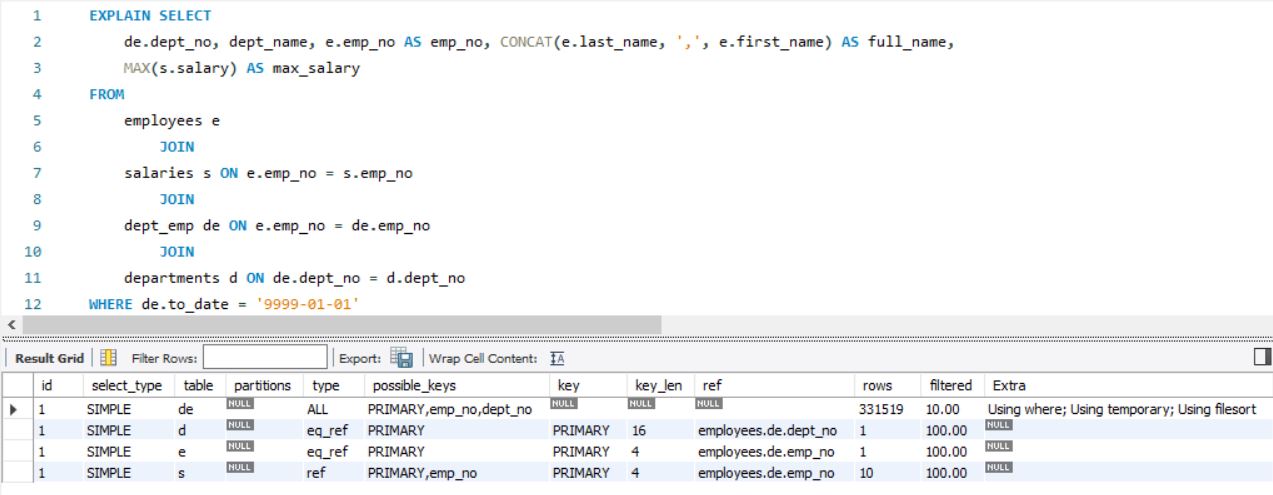 1 EXPLAIN SELECT
2 de.dept_no, dept_name, e.emp_no AS emp_no, CONCAT(e.last_name, ',', e.first_name) AS full_name,
3 MAX(s.salary) AS max_salary
4 FROM
5 employees e
6 JOIN
7 salaries s ON e.emp_no = s.emp_no
8 JOIN
9 dept_emp de ON e.emp_no = de.emp_no
10 JOIN
11 departments d ON de.dept_no = d.dept_no
12 WHERE de.to_date = '9999-01-01'
Result Grid Filter Rows: Export: Wrap Cell Content:
id select_type table partitions type possible_keys key key_len ref rows filtered Extra
1 SIMPLE de NULL ALL PRIMARY,emp_no,dept_no NULL NULL NULL 331519 10.00 Using where; Using temporary; Using filesort
1 SIMPLE d NULL eq_ref PRIMARY PRIMARY 16 employees.de.dept_no 1 100.00 NULL
1 SIMPLE e NULL eq_ref PRIMARY PRIMARY 4 employees.de.emp_no 1 100.00 NULL
1 SIMPLE s NULL ref PRIMARY,emp_no PRIMARY 4 employees.de.emp_no 10 100.00 NULL